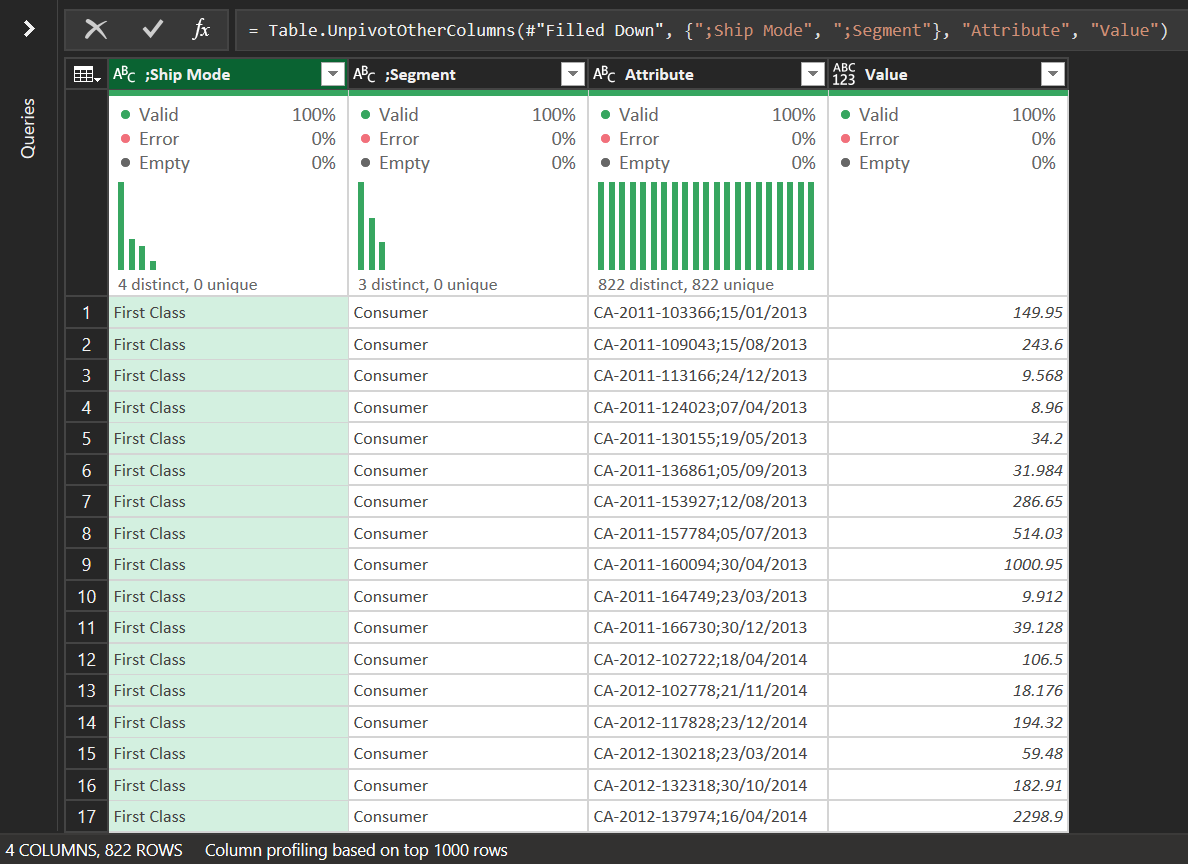 fx = Table.UnpivotOtherColumns(#"Filled Down", {";Ship Mode", ";Segment"}, "Attribute", "Value")
Queries
ABC ;Ship Mode ABC ;Segment ABC Attribute ABC 123 Value
Valid 100% Valid 100% Valid 100% Valid 100%
Error 0% Error 0% Error 0% Error 0%
Empty 0% Empty 0% Empty 0% Empty 0%
4 distinct, 0 unique 3 distinct, 0 unique 822 distinct, 822 unique
1 First Class Consumer CA-2011-103366;15/01/2013 149.95
2 First Class Consumer CA-2011-109043;15/08/2013 243.6
3 First Class Consumer CA-2011-113166;24/12/2013 9.568
4 First Class Consumer CA-2011-124023;07/04/2013 8.96
5 First Class Consumer CA-2011-130155;19/05/2013 34.2
6 First Class Consumer CA-2011-136861;05/09/2013 31.984
7 First Class Consumer CA-2011-153927;12/08/2013 286.65
8 First Class Consumer CA-2011-157784;05/07/2013 514.03
9 First Class Consumer CA-2011-160094;30/04/2013 1000.95
10 First Class Consumer CA-2011-164749;23/03/2013 9.912
11 First Class Consumer CA-2011-166730;30/12/2013 39.128
12 First Class Consumer CA-2012-102722;18/04/2014 106.5
13 First Class Consumer CA-2012-102778;21/11/2014 18.176
14 First Class Consumer CA-2012-117828;23/12/2014 194.32
15 First Class Consumer CA-2012-130218;23/03/2014 59.48
16 First Class Consumer CA-2012-132318;30/10/2014 182.91
17 First Class Consumer CA-2012-137974;16/04/2014 2298.9
4 COLUMNS, 822 ROWS Column profiling based on top 1000 rows